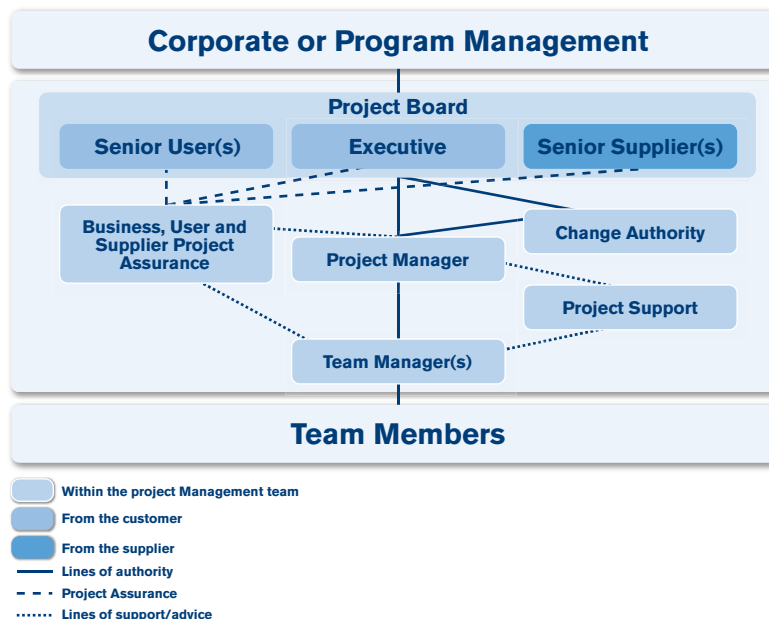 Corporate or Program Management
Project Board
Senior User(s)
Executive
Senior Supplier(s)
Business, User and
Supplier Project
Assurance
Change Authority
Project Manager
Project Support
Team Manager(s)
Team Members
Within the project Management team
From the customer
From the supplier
Lines of authority
Project Assurance
Lines of support/advice